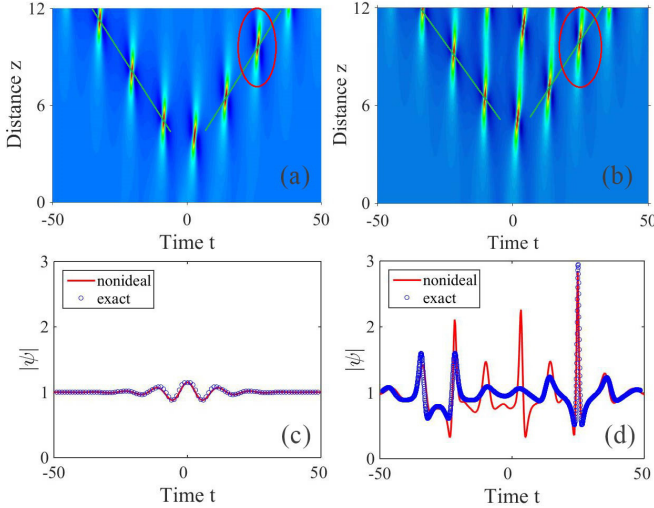 12
6
0
Distance z
-50
0
50
Time t
(a)
12
6
0
Distance z
-50
0
50
Time t
(b)
3
2
1
0
|ψ|
nonideal
exact
-50
0
50
Time t
(c)
3
2
1
0
|ψ|
nonideal
exact
-50
0
50
Time t
(d)